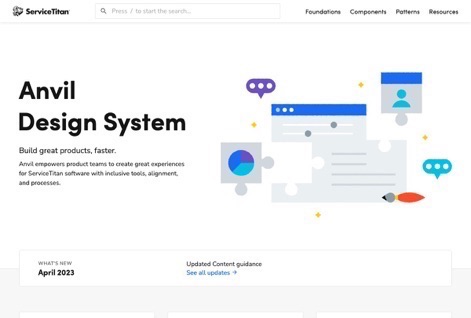 ServiceTitan
Press / to start the search...
Foundations
Components
Patterns
Resources
Anvil
Design System
Build great products, faster.
Anvil empowers product teams to create great experiences
for ServiceTitan software with inclusive tools, alignment,
and processes.
WHAT'S NEW
April 2023
Updated Content guidance
See all updates →